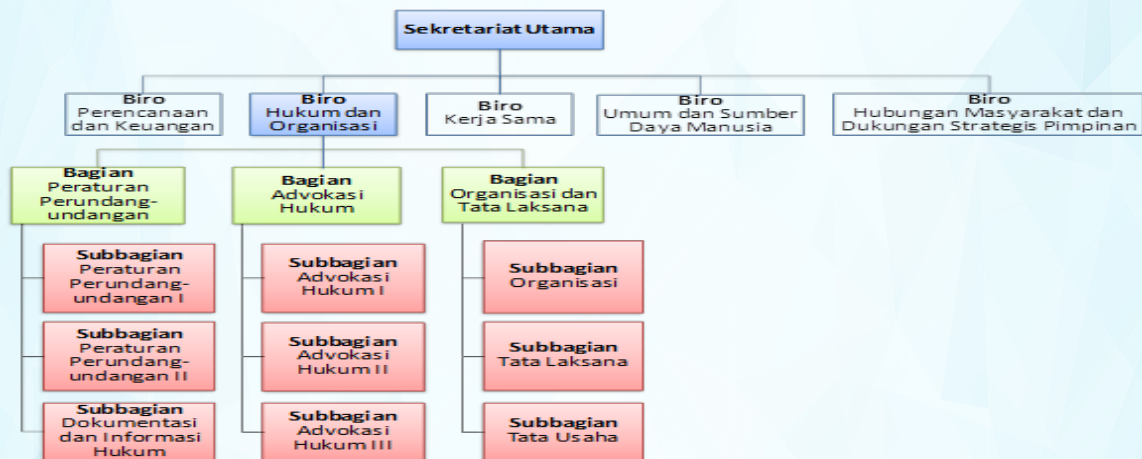 Sekretariat Utama
Biro
Perencanaan
dan Keuangan
Biro
Hukum dan
Organisasi
Biro
Kerja Sama
Biro
Umum dan Sumber
Daya Manusia
Biro
Hubungan Masyarakat dan
Dukungan Strategis Pimpinan
Bagian
Peraturan
Perundang-
undangan
Bagian
Advokasi
Hukum
Bagian
Organisasi dan
Tata Laksana
Subbagian
Peraturan
Perundang-
undangan I
Subbagian
Advokasi
Hukum I
Subbagian
Organisasi
Subbagian
Peraturan
Perundang-
undangan II
Subbagian
Advokasi
Hukum II
Subbagian
Tata Laksana
Subbagian
Dokumentasi
dan Informasi
Hukum
Subbagian
Advokasi
Hukum III
Subbagian
Tata Usaha